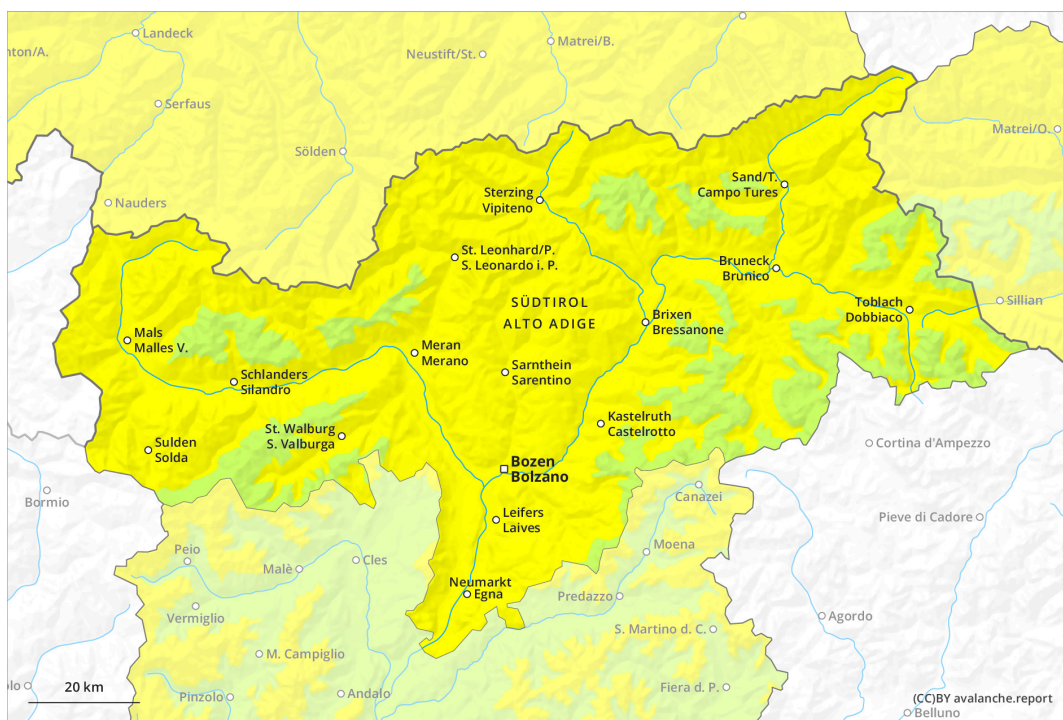 Landeck
nton/A.
Neustift/St.
Matrei/B.
Serfaus
Matrei/O.
Sölden
Sand/T.
Campo Tures
Sterzing
Vipiteno
Nauders
St. Leonhard/P.
S. Leonardo i. P.
Bruneck
Brunico
SÜDTIROL
ALTO ADIGE
Sillian
Toblach
Dobbiaco
Brixen
Bressanone
Mals
Malles V.
Meran
Merano
Sarnthein
Sarentino
Schlanders
Silandro
Kastelruth
Castelrotto
St. Walburg
S. Valburga
Sulden
Solda
Cortina d'Ampezzo
Bozen
Bolzano
Bormio
Canazei
Leifers
Laives
Pieve di Cadore
Peio
Moena
Cles
Malè
Neumarkt
Egna
Predazzo
Vermiglio
Agordo
S. Martino d. C.
M. Campiglio
olo
20 km
Pinzolo
Andalo
Fiera d. P.
(CC)BY avalanche.report
Belluno